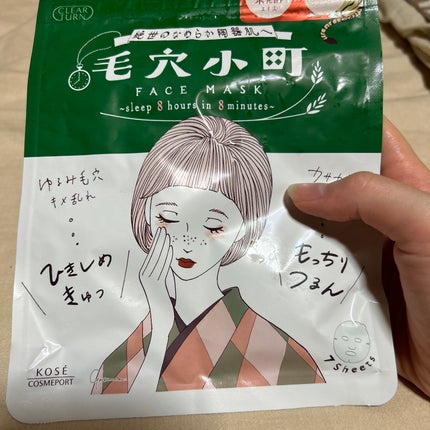 CLEAR
TURN
絶世のなめらか陶器肌へ
毛穴小町
FACE MASK
~sleep 8 hours in 8 minutes~
ゆるみ毛穴
キメ乱れ
ひきしめ
きゅっ
カサ
もっちり
つるん
7 Sheets
KOSÉ
COSMEPORT